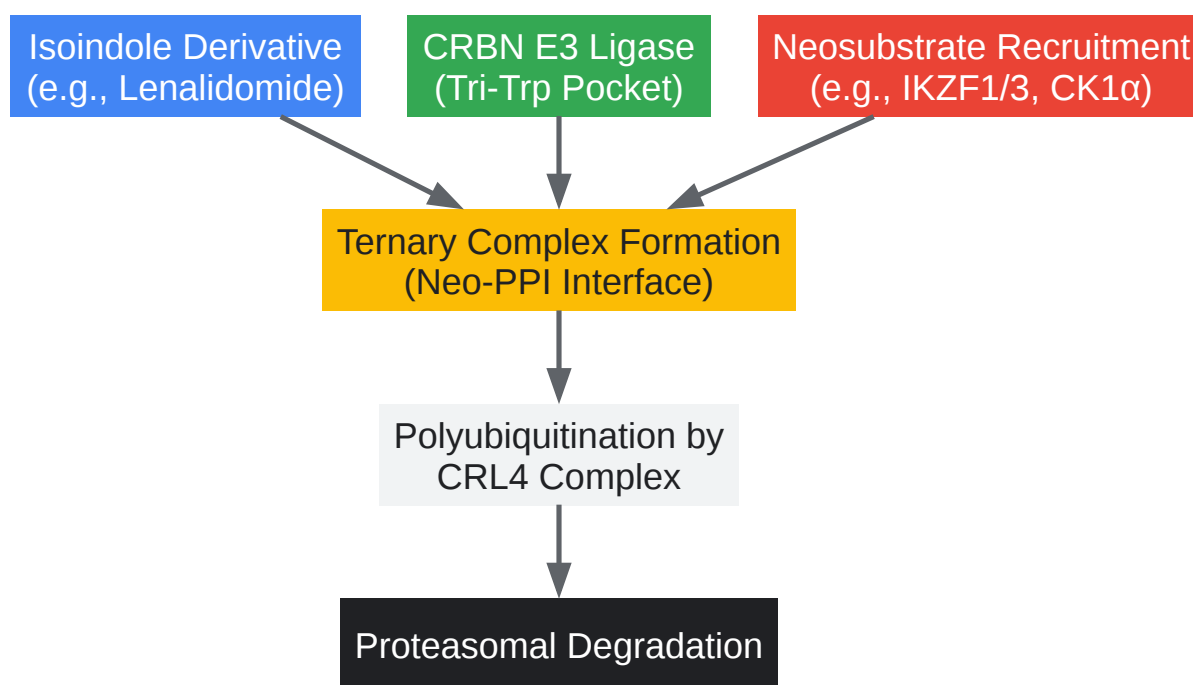 Isoindole Derivative
(e.g., Lenalidomide)
CRBN E3 Ligase
(Tri-Trp Pocket)
Neosubstrate Recruitment
(e.g., IKZF1/3, CK1α)
Ternary Complex Formation
(Neo-PPI Interface)
Polyubiquitination by
CRL4 Complex
Proteasomal Degradation